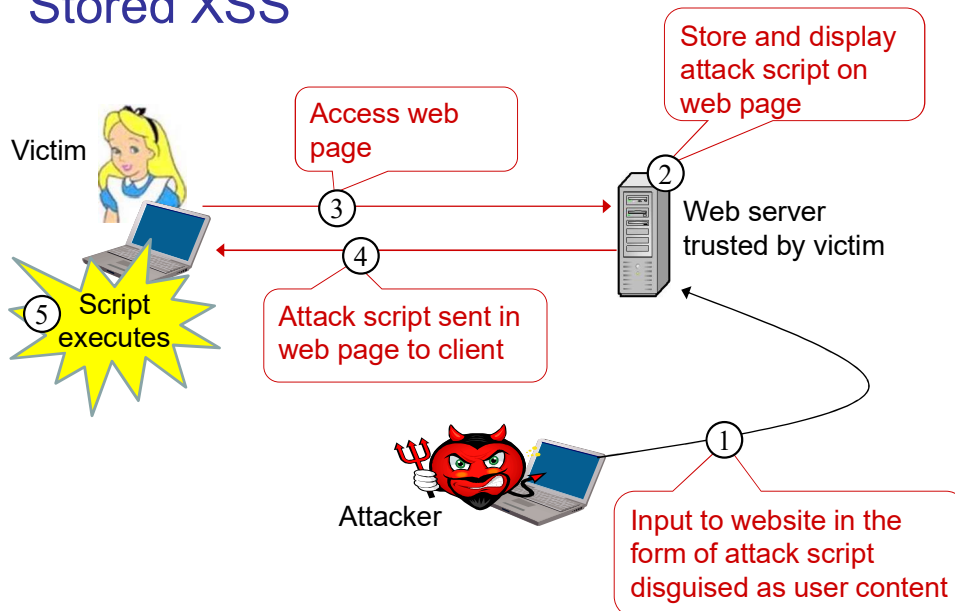 Stored XSS
Store and display
attack script on
web page
Access web
page
Victim
2
3
Web server
trusted by victim
4
5
Script
executes
Attack script sent in
web page to client
1
Attacker
Input to website in the
form of attack script
disguised as user content